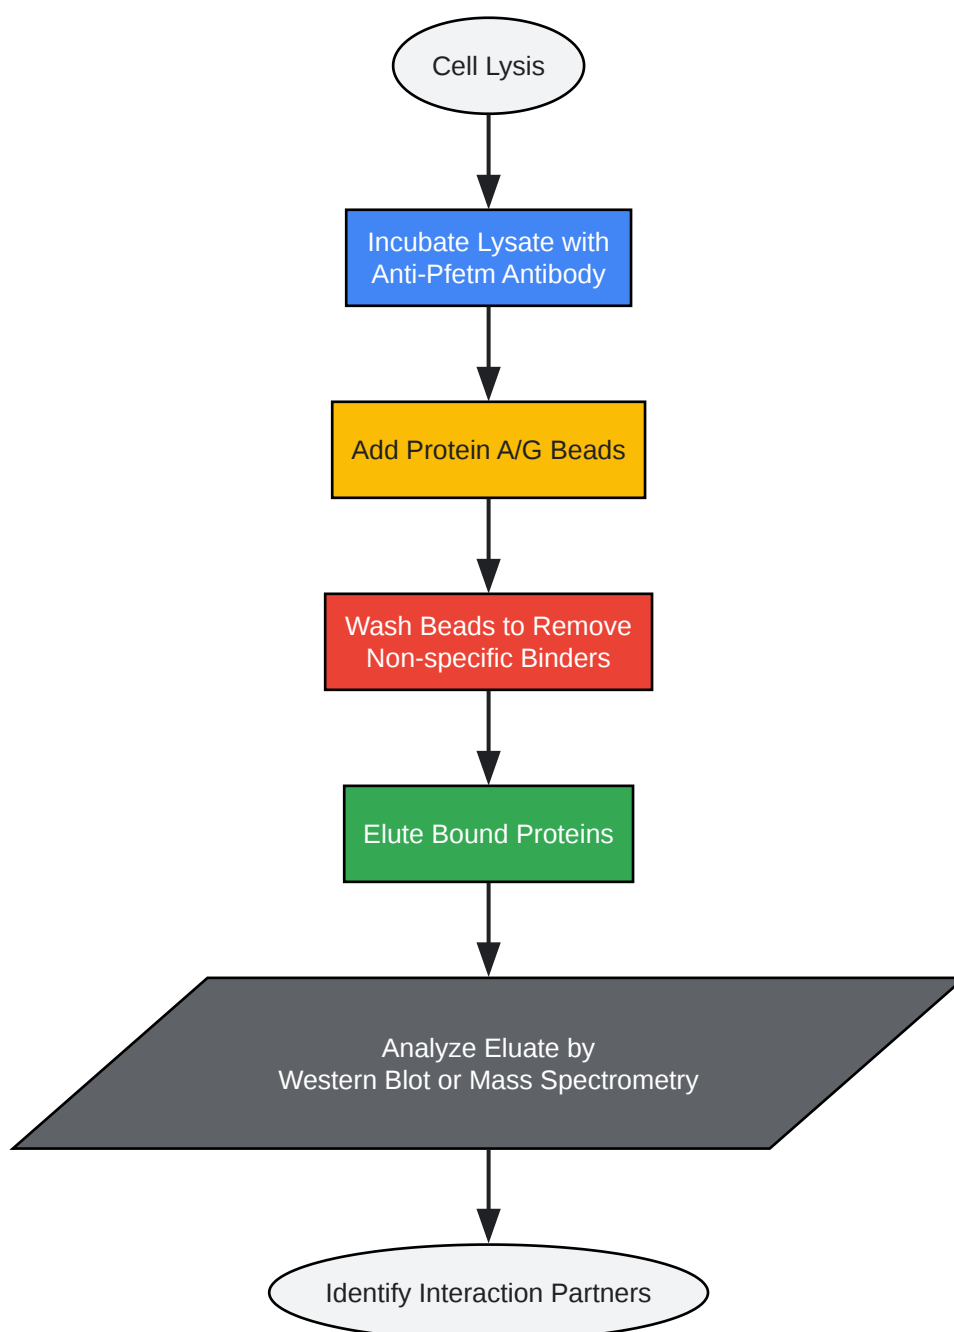 Cell Lysis
Incubate Lysate with
Anti-Pfetm Antibody
Add Protein A/G Beads
Wash Beads to Remove
Non-specific Binders
Elute Bound Proteins
Analyze Eluate by
Western Blot or Mass Spectrometry
Identify Interaction Partners